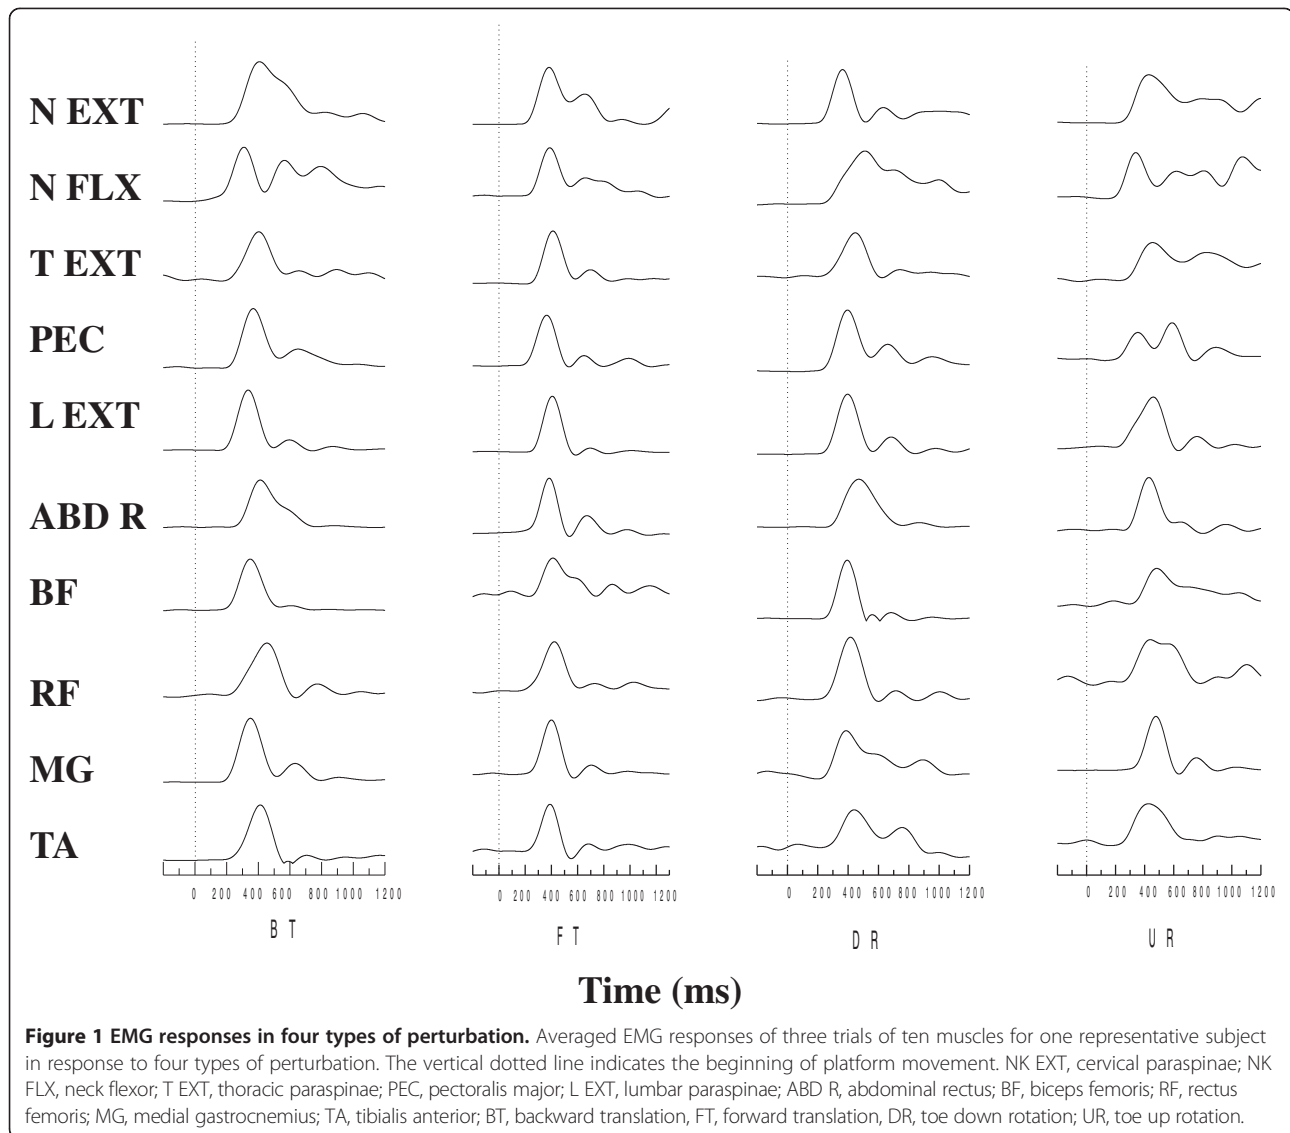 N EXT
N FLX
T EXT
PEC
L EXT
ABD R
BF
RF
MG
TA
0 200 400 600 800 1000 1200 0 200 400 600 800 1000 1200 0 200 400 600 800 1000 1200 0 200 400 600 800 1000 1200
B T F T D R U R
Time (ms)
Figure 1 EMG responses in four types of perturbation. Averaged EMG responses of three trials of ten muscles for one representative subject
in response to four types of perturbation. The vertical dotted line indicates the beginning of platform movement. NK EXT, cervical paraspinae; NK
FLX, neck flexor; T EXT, thoracic paraspinae; PEC, pectoralis major; L EXT, lumbar paraspinae; ABD R, abdominal rectus; BF, biceps femoris; RF, rectus
femoris; MG, medial gastrocnemius; TA, tibialis anterior; BT, backward translation, FT, forward translation, DR, toe down rotation; UR, toe up rotation.